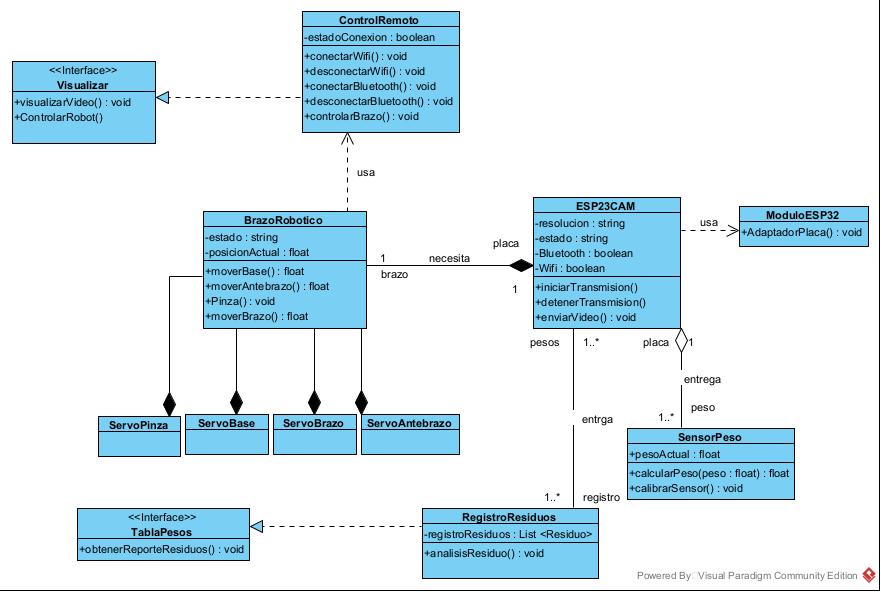 ControlRemoto
-estadoConexion : boolean
+conectarWifi() : void
+desconectarWifi() : void
+conectarBluetooth() : void
+desconectarBluetooth() : void
+controlarBrazo() : void
<<Interface>>
Visualizar
+visualizarVideo() : void
+ControlarRobot()
usa
BrazoRobotico
-estado : string
-posicionActual : float
+moverBase() : float
+moverAntebrazo() : float
+Pinza() : void
+moverBrazo() : float
1
brazo
necesita
placa
1
ESP23CAM
-resolucion : string
-estado : string
-Bluetooth : boolean
-Wifi : boolean
+iniciarTransmision()
+detenerTransmision()
+enviarVideo() : void
usa
ModuloESP32
+AdaptadorPlaca() : void
pesos
1..*
placa
1
entrega
peso
1..*
entrga
1..*
registro
ServoPinza
ServoBase
ServoBrazo
ServoAntebrazo
SensorPeso
+pesoActual : float
+calcularPeso(peso : float) : float
+calibrarSensor() : void
<<Interface>>
TablaPesos
+obtenerReporteResiduos() : void
RegistroResiduos
-registroResiduos : List <Residuo>
+analisisResiduo() : void
Powered By Visual Paradigm Community Edition